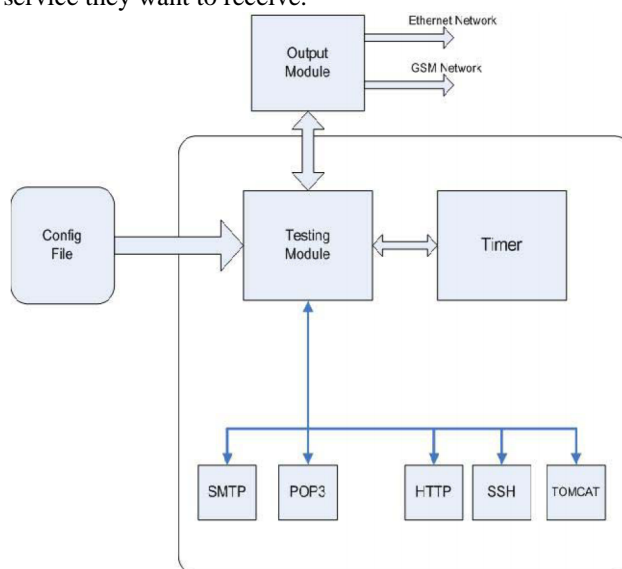 service they want to receive.
Ethernet Network
Output
Module
GSM Network
Config
File
Testing
Module
Timer
SMTP
POP3
HTTP
SSH
TOMCAT